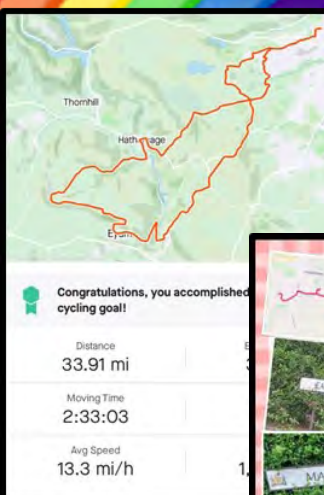 Thornhill
Congratulations, you accomplished
cycling goal!
Distance
33.91 mi
Moving Time
2:33:03
Avg Speed
13.3 mi/h
1,